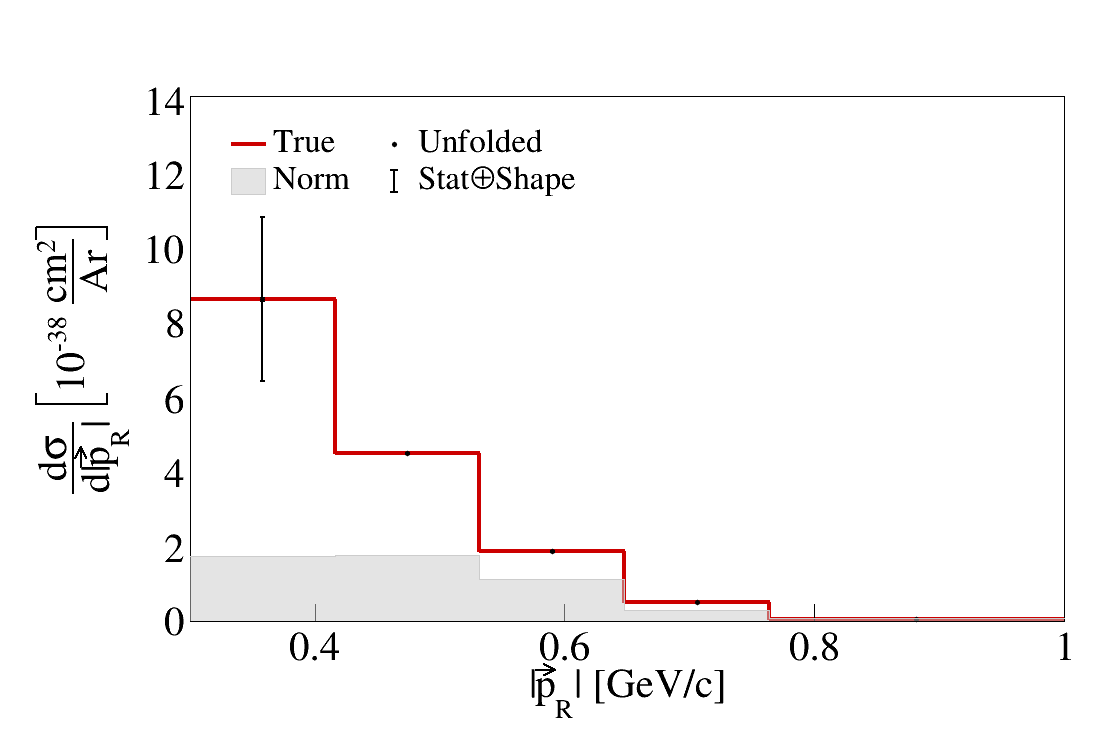 14
12
10
8
6
4
2
0
True
Unfolded
Norm
Stat⊕Shape
dσ/d|p⃗_R| [10⁻³⁸ cm²/Ar]
0.4 0.6 0.8 1
|p⃗_R| [GeV/c]